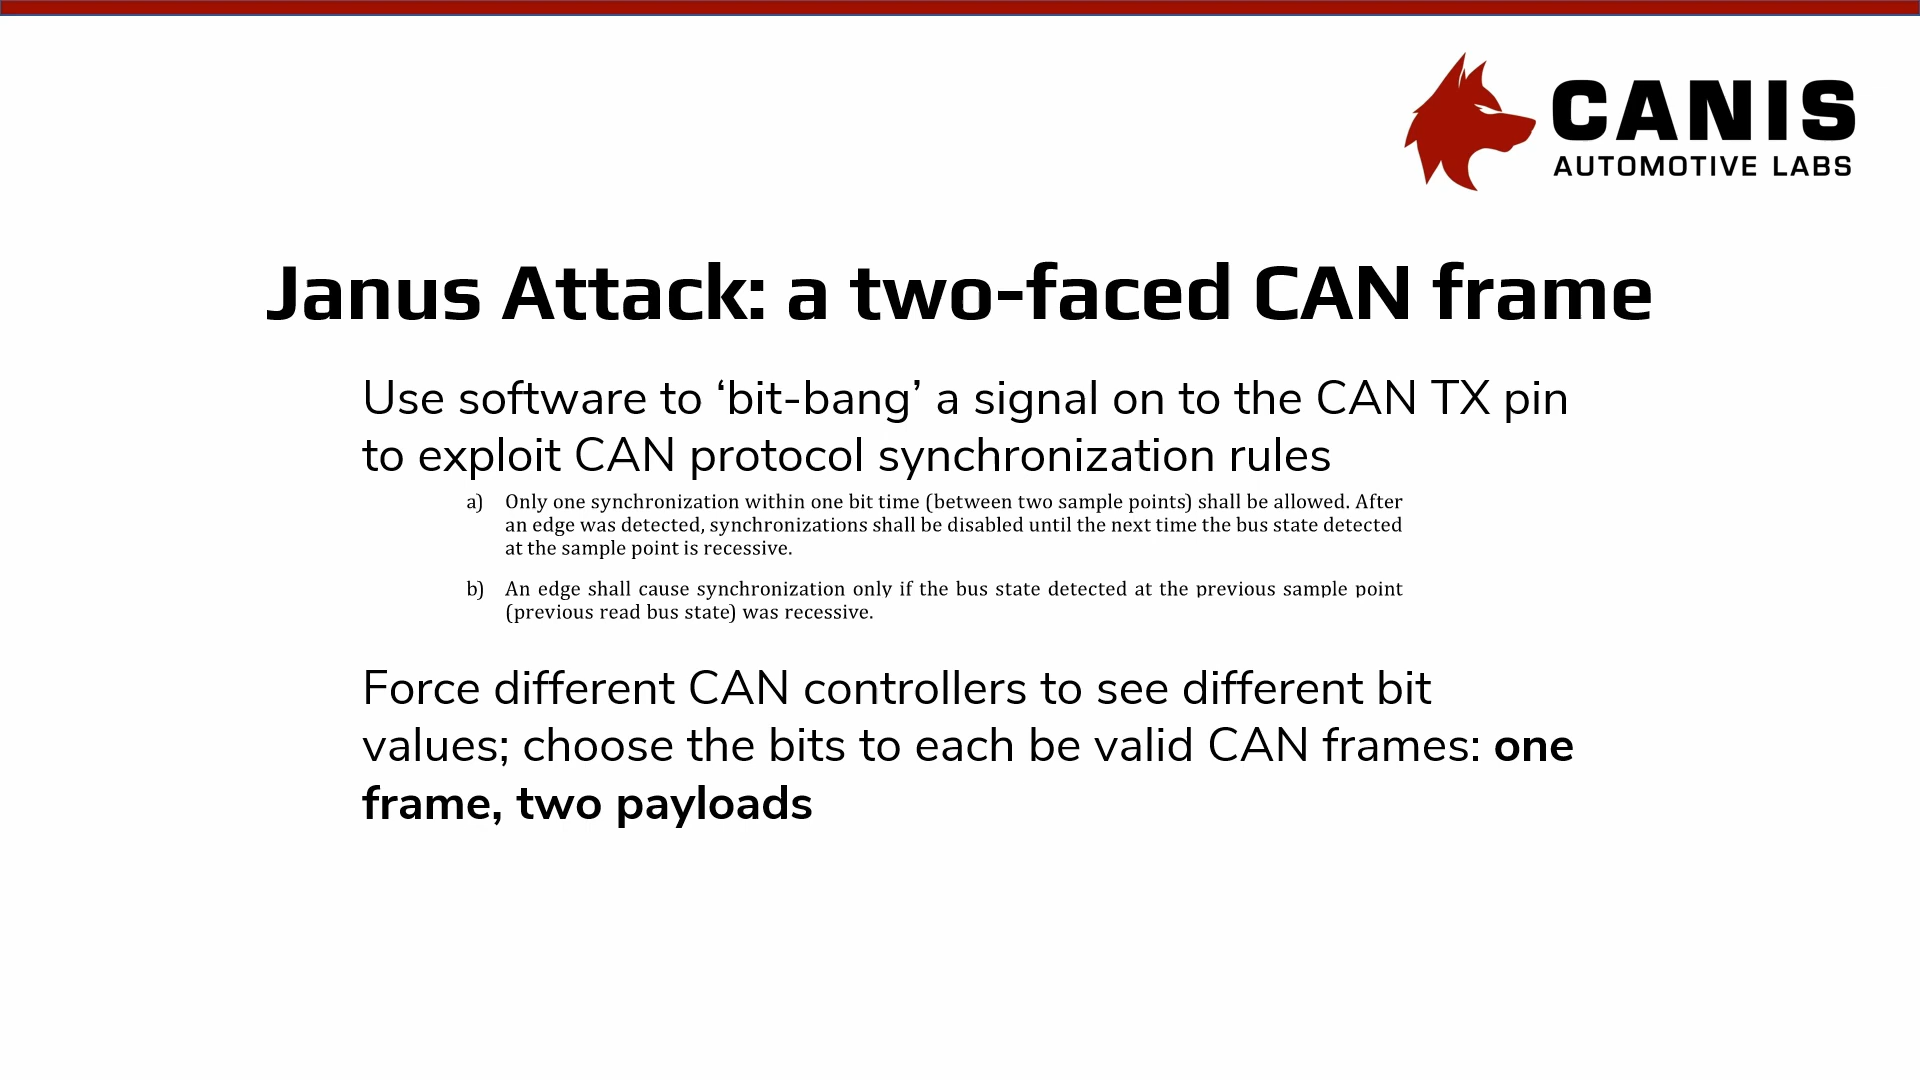 CANIS
AUTOMOTIVE LABS
Janus Attack: a two-faced CAN frame
Use software to ‘bit-bang’ a signal on to the CAN TX pin
to exploit CAN protocol synchronization rules
a) Only one synchronization within one bit time (between two sample points) shall be allowed. After
an edge was detected, synchronizations shall be disabled until the next time the bus state detected
at the sample point is recessive.
b) An edge shall cause synchronization only if the bus state detected at the previous sample point
(previous read bus state) was recessive.
Force different CAN controllers to see different bit
values; choose the bits to each be valid CAN frames: one
frame, two payloads